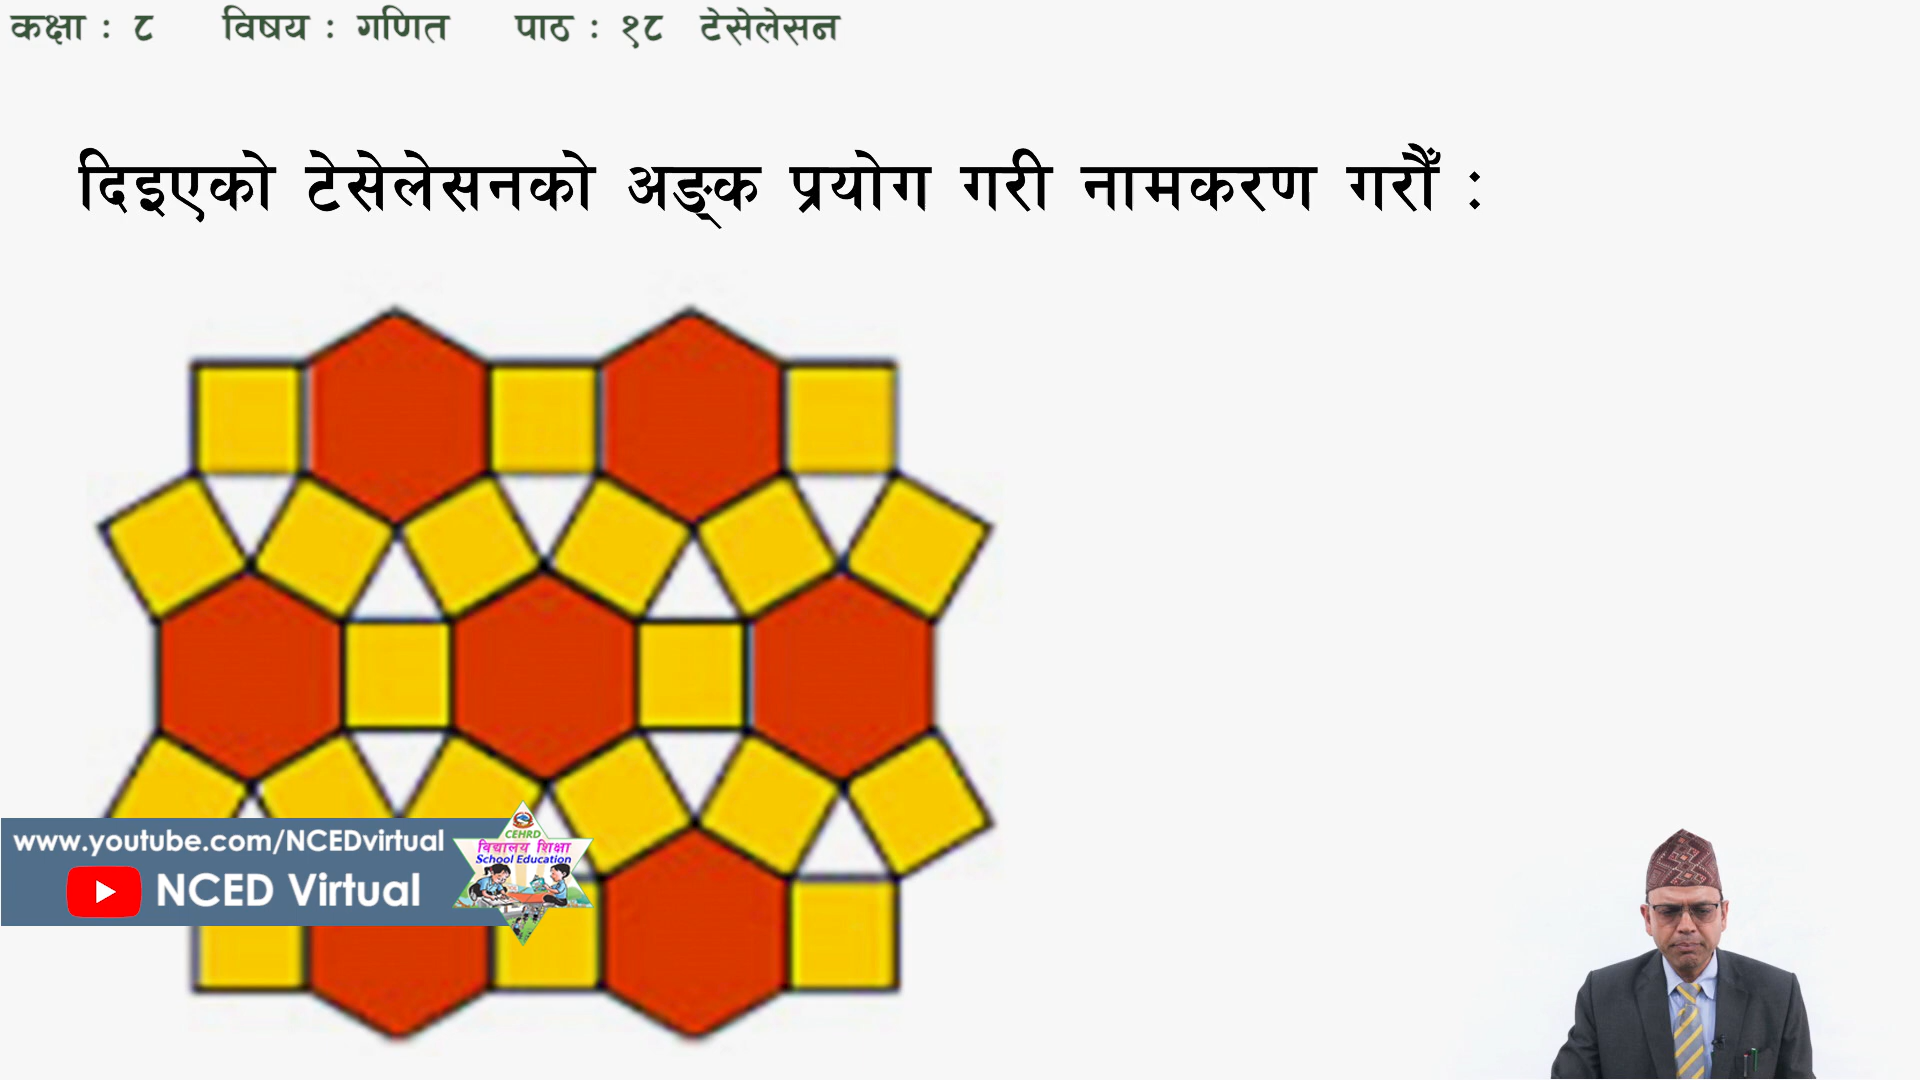 कक्षा : ८ विषय : गणित पाठ : १८ टेसेलेसन
दिइएको टेसेलेसनको अङ्क प्रयोग गरी नामकरण गरौँ :
www.youtube.com/NCEDvirtual
NCED Virtual
CEHRD
विद्यालय शिक्षा
School Education